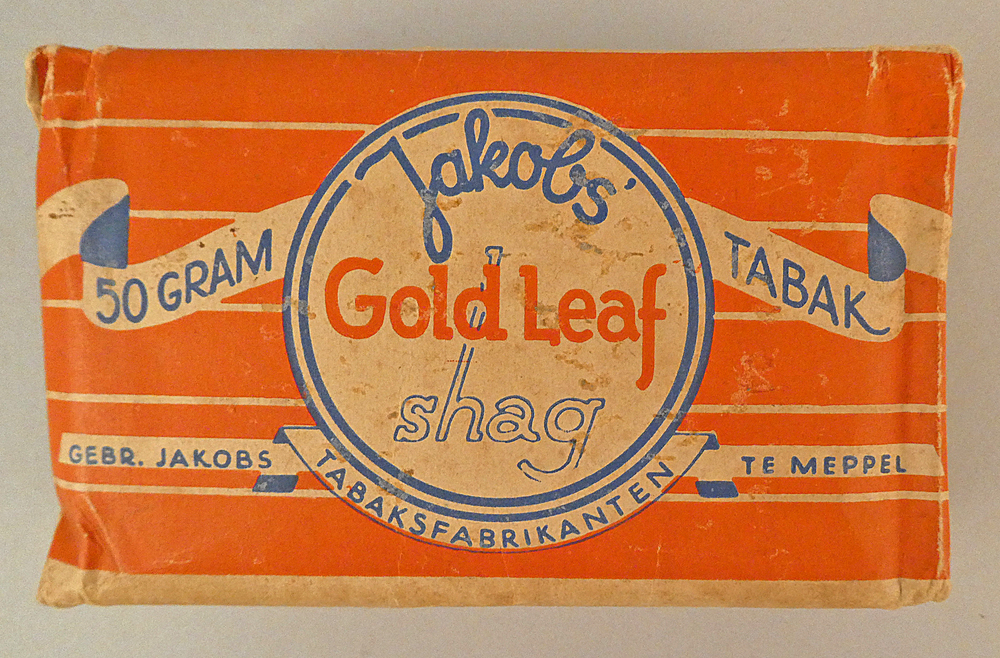 Jakobs'
50 GRAM
TABAK
Gold Leaf
shag
GEBR. JAKOBS
TABAKSFABRIKANTEN
TE MEPPEL